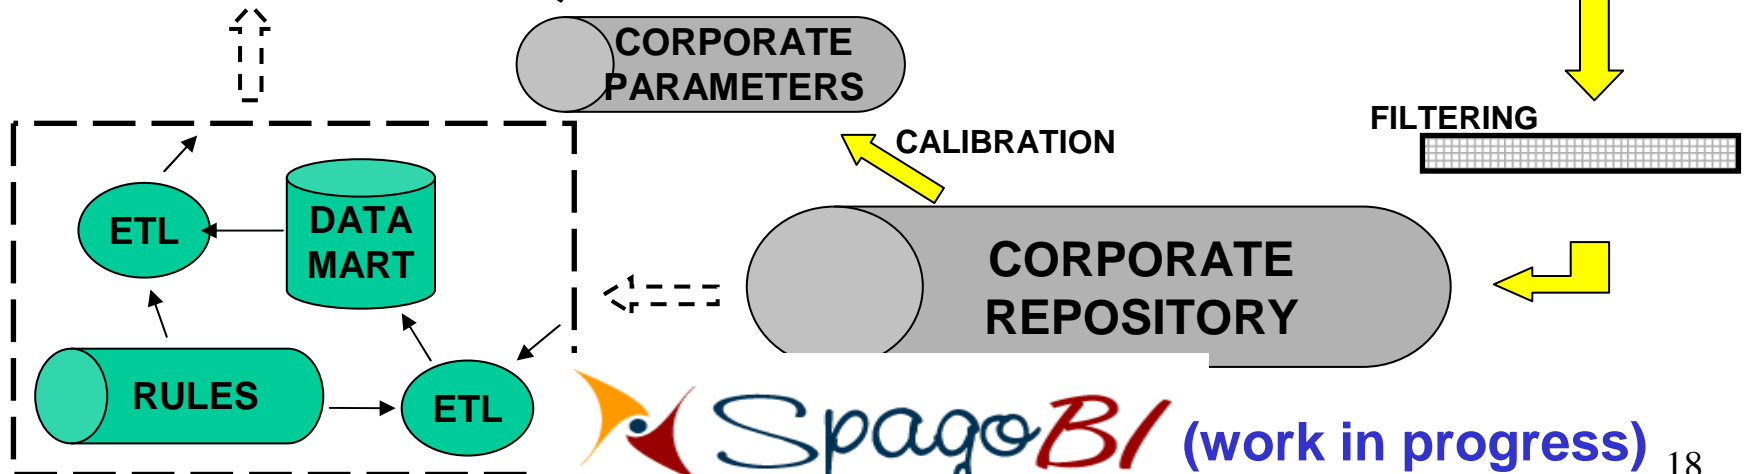 CORPORATE
PARAMETERS
FILTERING
CALIBRATION
ETL
DATA
MART
CORPORATE
REPOSITORY
RULES
ETL
SpagoBI (work in progress)
18